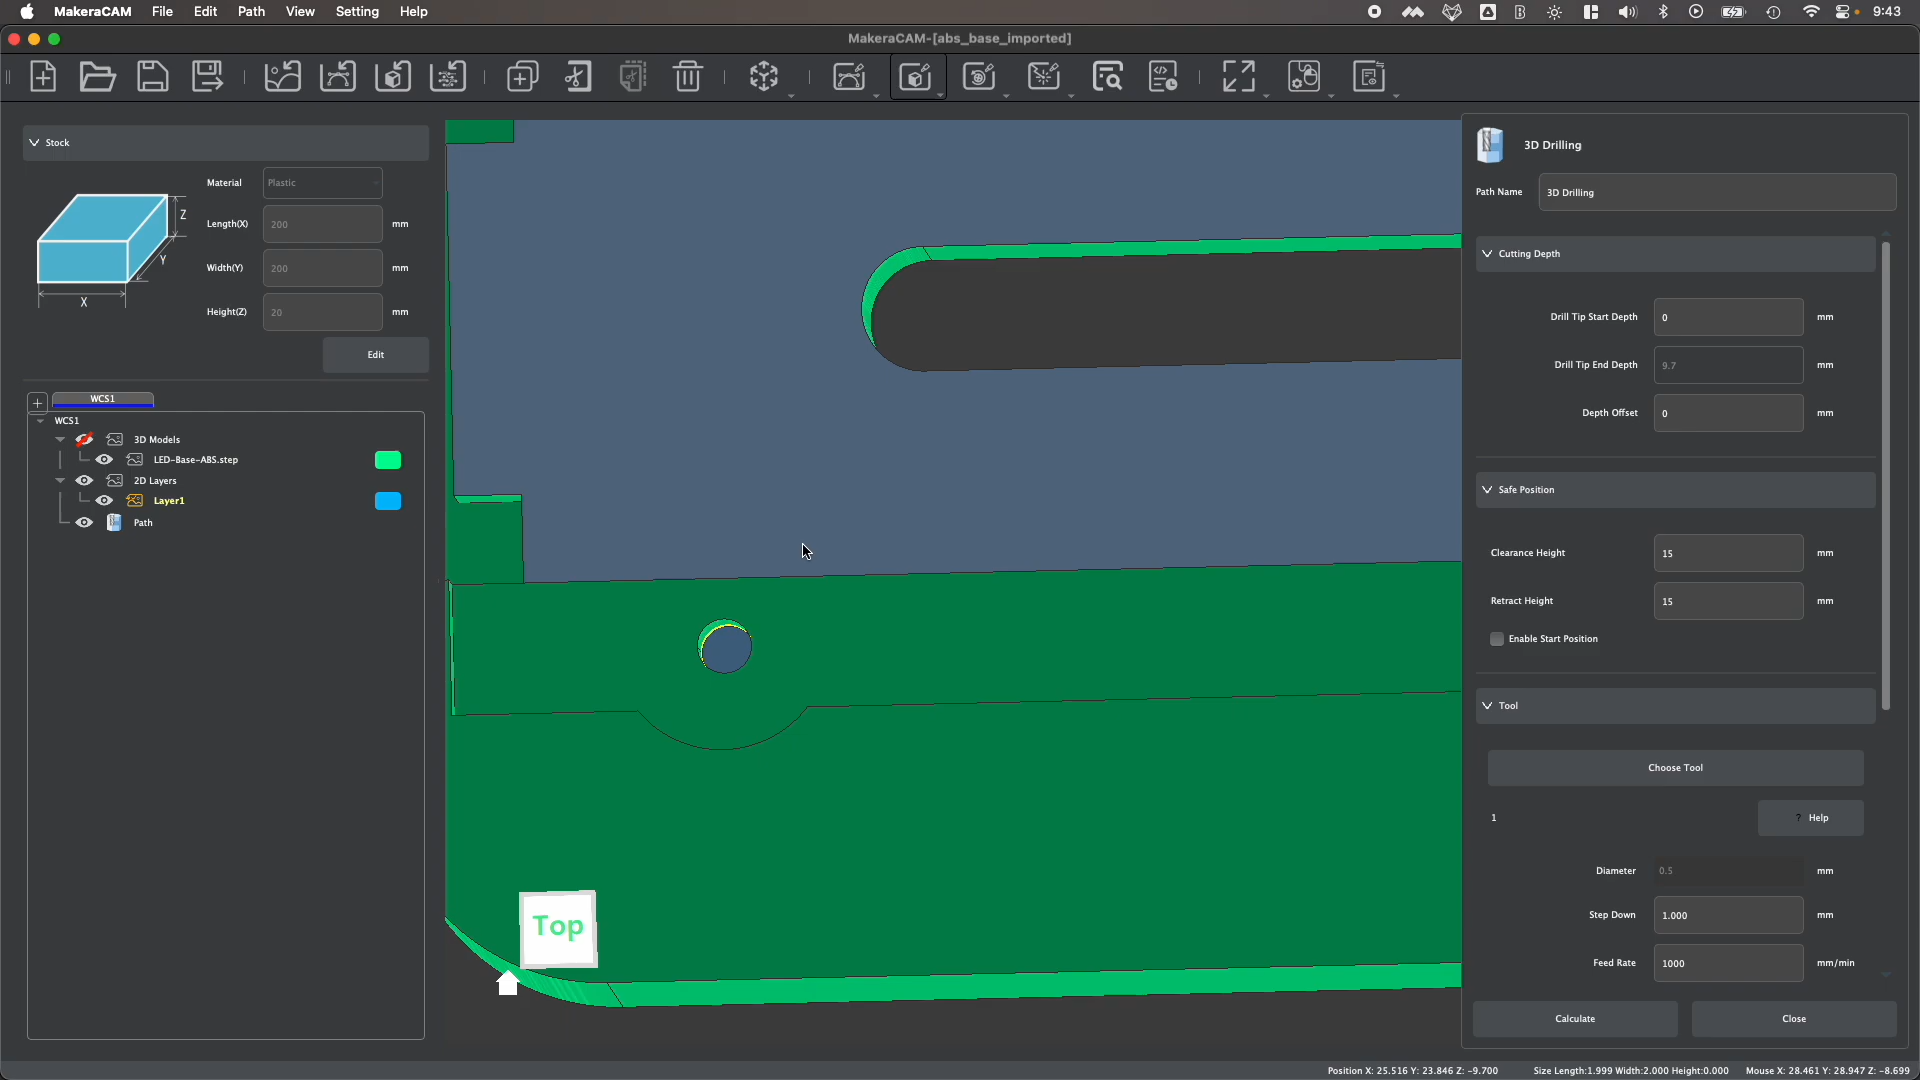 MakeraCAM File Edit Path View Setting Help 9:43
MakeraCAM-[abs_base_imported]
Stock
Material Plastic
Length(X) 200 mm
Width(Y) 200 mm
Height(Z) 20 mm
Z
Y
X
Edit
+ WCS1
WCS1
3D Models
LED-Base-ABS.step
2D Layers
Layer1
Path
Top
3D Drilling
Path Name 3D Drilling
Cutting Depth
Drill Tip Start Depth 0 mm
Drill Tip End Depth 9.7 mm
Depth Offset 0 mm
Safe Position
Clearance Height 15 mm
Retract Height 15 mm
Enable Start Position
Tool
Choose Tool
1 ? Help
Diameter 0.5 mm
Step Down 1.000 mm
Feed Rate 1000 mm/min
Calculate Close
Position X: 25.516 Y: 23.846 Z: -9.700 Size Length:1.999 Width:2.000 Height:0.000 Mouse X: 28.461 Y: 28.947 Z: -8.699